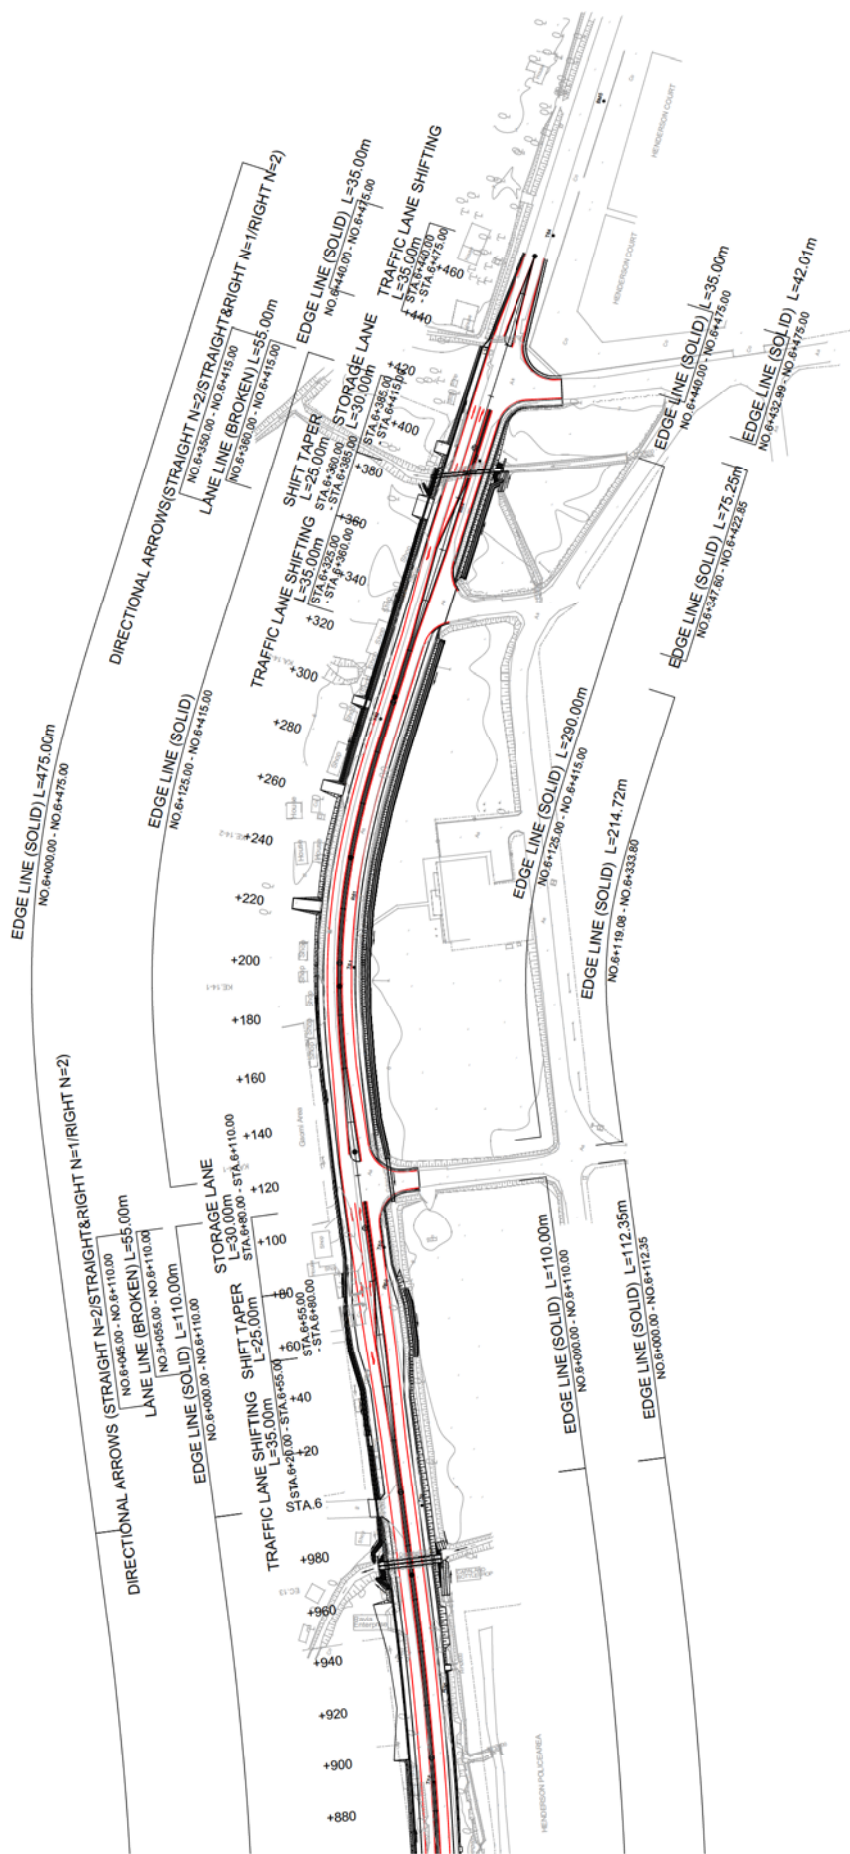 HENDERSON COURT
HENDERSON COURT
DIRECTIONAL ARROWS(STRAIGHT N=2/STRAIGHT&RIGHT N=1/RIGHT N=2)
NO.6+350.00 - NO.6+415.00
LANE LINE (BROKEN) L=55.00m
NO.6+360.00 - NO.6+415.00
EDGE LINE (SOLID) L=35.00m
NO.6+440.00 - NO.6+475.00
TRAFFIC LANE SHIFTING
L=35.00m
STA.6+440.00
- STA.6+475.00
STORAGE LANE
L=30.00m
STA.6+385.00
- STA.6+415.00
SHIFT TAPER
L=25.00m
STA.6+360.00
- STA.6+385.00
TRAFFIC LANE SHIFTING
L=35.00m
STA.6+325.00
- STA.6+360.00
EDGE LINE (SOLID) L=35.00m
NO.6+440.00 - NO.6+475.00
EDGE LINE (SOLID) L=42.01m
NO.6+432.99 - NO.6+475.00
EDGE LINE (SOLID) L=75.25m
NO.6+347.60 - NO.6+422.85
EDGE LINE (SOLID)
NO.6+125.00 - NO.6+415.00
EDGE LINE (SOLID) L=475.00m
NO.6+000.00 - NO.6+475.00
EDGE LINE (SOLID) L=290.00m
NO.6+125.00 - NO.6+415.00
EDGE LINE (SOLID) L=214.72m
NO.6+119.08 - NO.6+333.80
+460
+440
+420
+400
+380
+360
+340
+320
+300
+280
+260
+240
+220
+200
+180
+160
+140
+120
+100
+80
+60
+40
+20
STA.6
+980
+960
+940
+920
+900
+880
KE.14-2
KE.14-1
DIRECTIONAL ARROWS (STRAIGHT N=2/STRAIGHT&RIGHT N=1/RIGHT N=2)
NO.6+045.00 - NO.6+110.00
LANE LINE (BROKEN) L=55.00m
NO.6+055.00 - NO.6+110.00
EDGE LINE (SOLID) L=110.00m
NO.6+000.00 - NO.6+110.00
STORAGE LANE
L=30.00m
STA.6+80.00 - STA.6+110.00
SHIFT TAPER
L=25.00m
STA.6+55.00
- STA.6+80.00
TRAFFIC LANE SHIFTING
L=35.00m
STA.6+20.00 - STA.6+55.00
EDGE LINE (SOLID) L=110.00m
NO.6+000.00 - NO.6+110.00
EDGE LINE (SOLID) L=112.35m
NO.6+000.00 - NO.6+112.35
EC.13
Enterprise
HENDERSON POLICEAREA